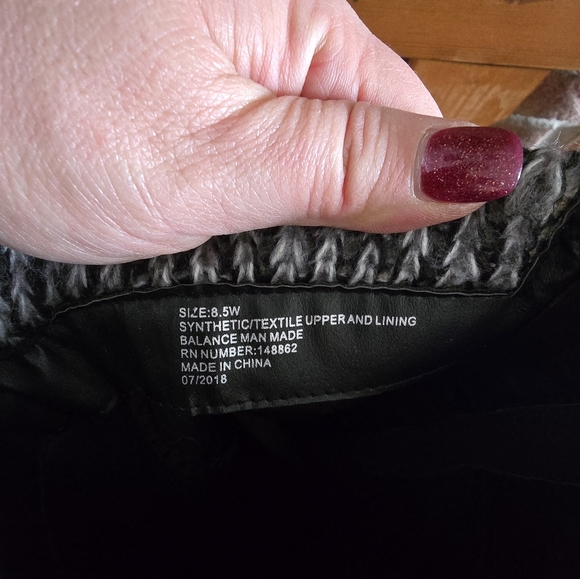 SIZE:8.5W
SYNTHETIC/TEXTILE UPPER AND LINING
BALANCE MAN MADE
RN NUMBER:148862
MADE IN CHINA
07/2018